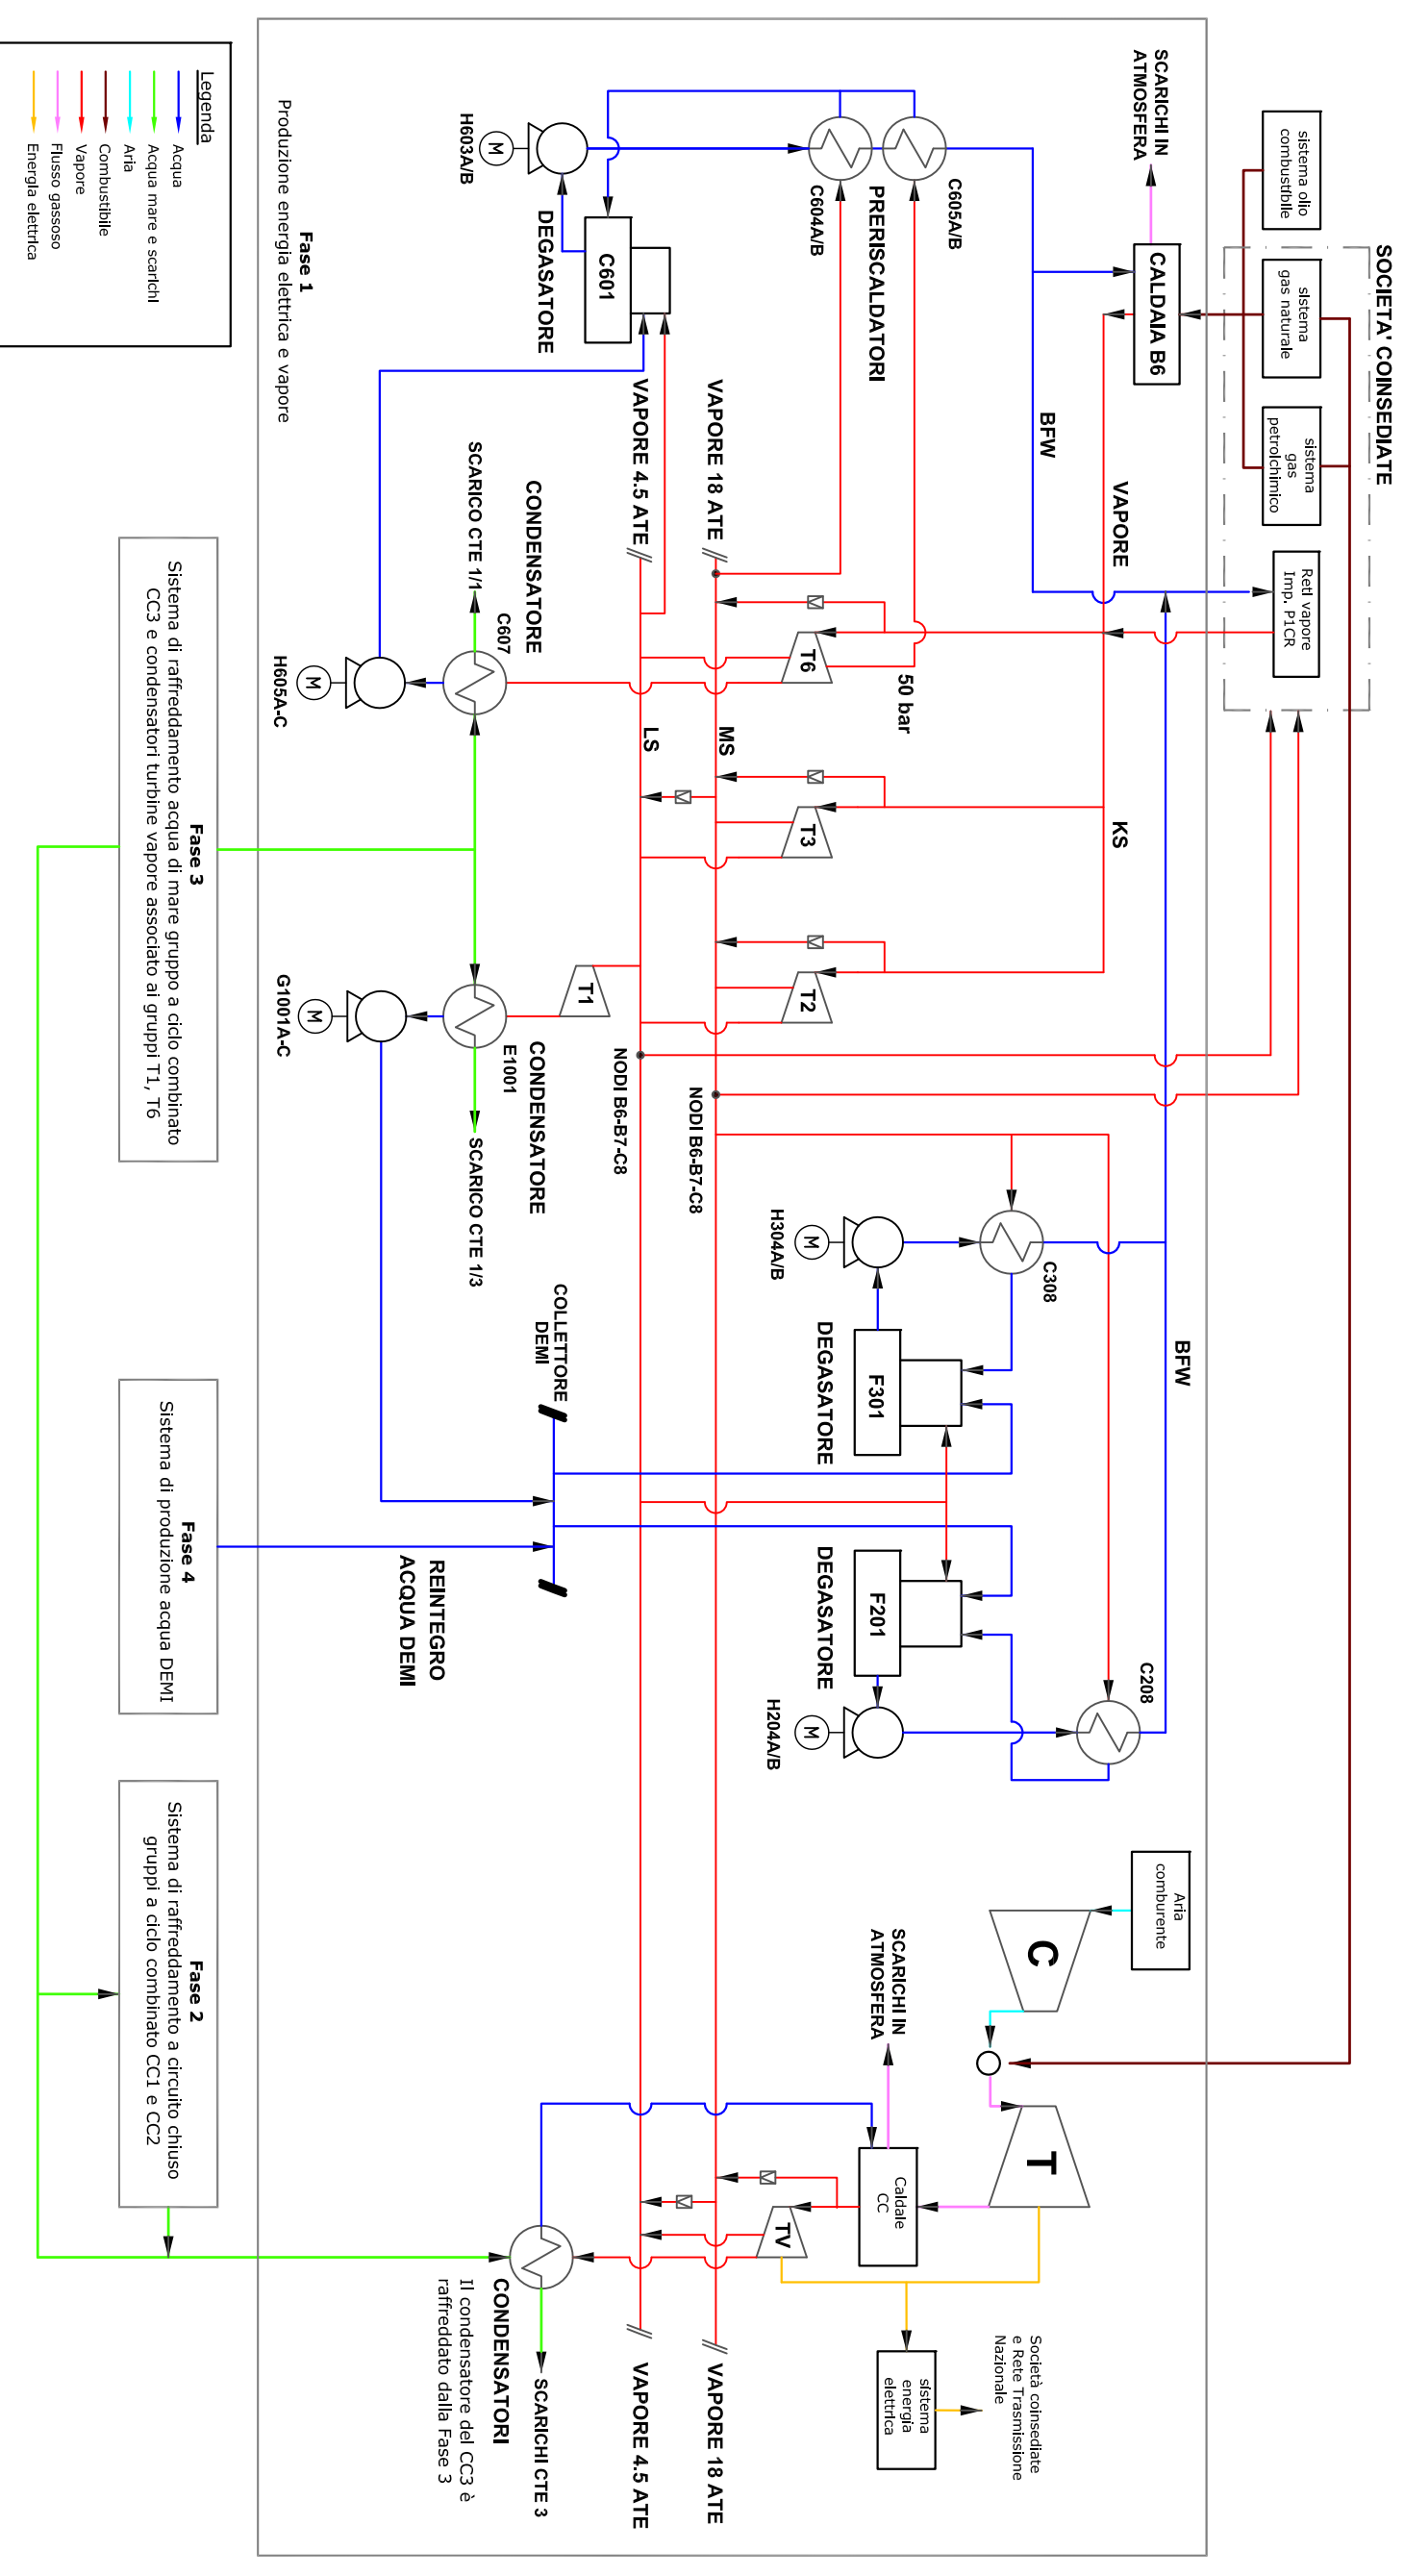 SOCIETA' COINSEDIATE
sistema olio
combustibile
sistema
gas naturale
sistema
gas
petrolchimico
Reti vapore
Imp. P1CR
SCARICHI IN
ATMOSFERA
CALDAIA B6
BFW
VAPORE
KS
BFW
C605A/B
PRERISCALDATORI
C604A/B
H603A/B
M
DEGASATORE
C601
50 bar
T6
T3
T2
VAPORE 18 ATE
MS
VAPORE 4.5 ATE
LS
NODI B6-B7-C8
NODI B6-B7-C8
T1
CONDENSATORE
C607
SCARICO CTE 1/1
H605A-C
M
CONDENSATORE
E1001
SCARICO CTE 1/3
G1001A-C
M
C308
H304A/B
M
DEGASATORE
F301
C208
H204A/B
M
DEGASATORE
F201
COLLETTORE
DEMI
REINTEGRO
ACQUA DEMI
Aria
comburente
C
T
SCARICHI IN
ATMOSFERA
Caldaie
CC
TV
sistema
energia
elettrica
Società coinsediate
e Rete Trasmissione
Nazionale
VAPORE 18 ATE
VAPORE 4.5 ATE
SCARICHI CTE 3
CONDENSATORI
Il condensatore del CC3 è
raffreddato dalla Fase 3
Fase 1
Produzione energia elettrica e vapore
Legenda
Acqua
Acqua mare e scarichi
Aria
Combustibile
Vapore
Flusso gassoso
Energia elettrica
Fase 3
Sistema di raffreddamento acqua di mare gruppo a ciclo combinato
CC3 e condensatori turbine vapore associato ai gruppi T1, T6
Fase 4
Sistema di produzione acqua DEMI
Fase 2
Sistema di raffreddamento a circuito chiuso
gruppi a ciclo combinato CC1 e CC2